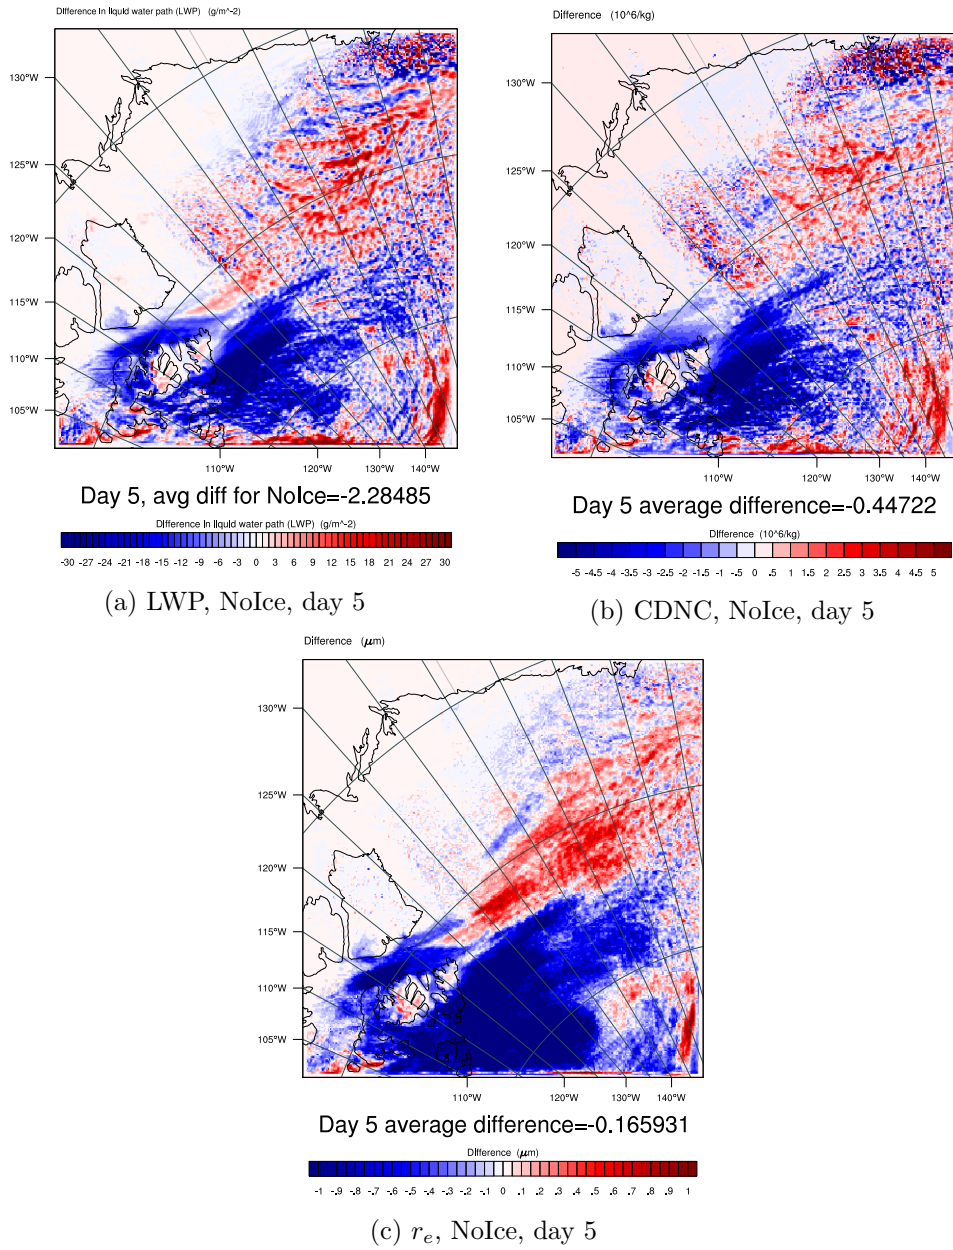 Difference in liquid water path (LWP) (g/m^-2)
130°W
125°W
120°W
115°W
110°W
105°W
110°W 120°W 130°W 140°W
Day 5, avg diff for NoIce=-2.28485
Difference in liquid water path (LWP) (g/m^-2)
-30 -27 -24 -21 -18 -15 -12 -9 -6 -3 0 3 6 9 12 15 18 21 24 27 30
(a) LWP, NoIce, day 5
Difference (10^6/kg)
130°W
125°W
120°W
115°W
110°W
105°W
110°W 120°W 130°W 140°W
Day 5 average difference=-0.44722
Difference (10^6/kg)
-5 -4.5 -4 -3.5 -3 -2.5 -2 -1.5 -1 -.5 0 .5 1 1.5 2 2.5 3 3.5 4 4.5 5
(b) CDNC, NoIce, day 5
Difference (μm)
130°W
125°W
120°W
115°W
110°W
105°W
110°W 120°W 130°W 140°W
Day 5 average difference=-0.165931
Difference (μm)
-1 -.9 -.8 -.7 -.6 -.5 -.4 -.3 -.2 -.1 0 .1 .2 .3 .4 .5 .6 .7 .8 .9 1
(c) r_e, NoIce, day 5